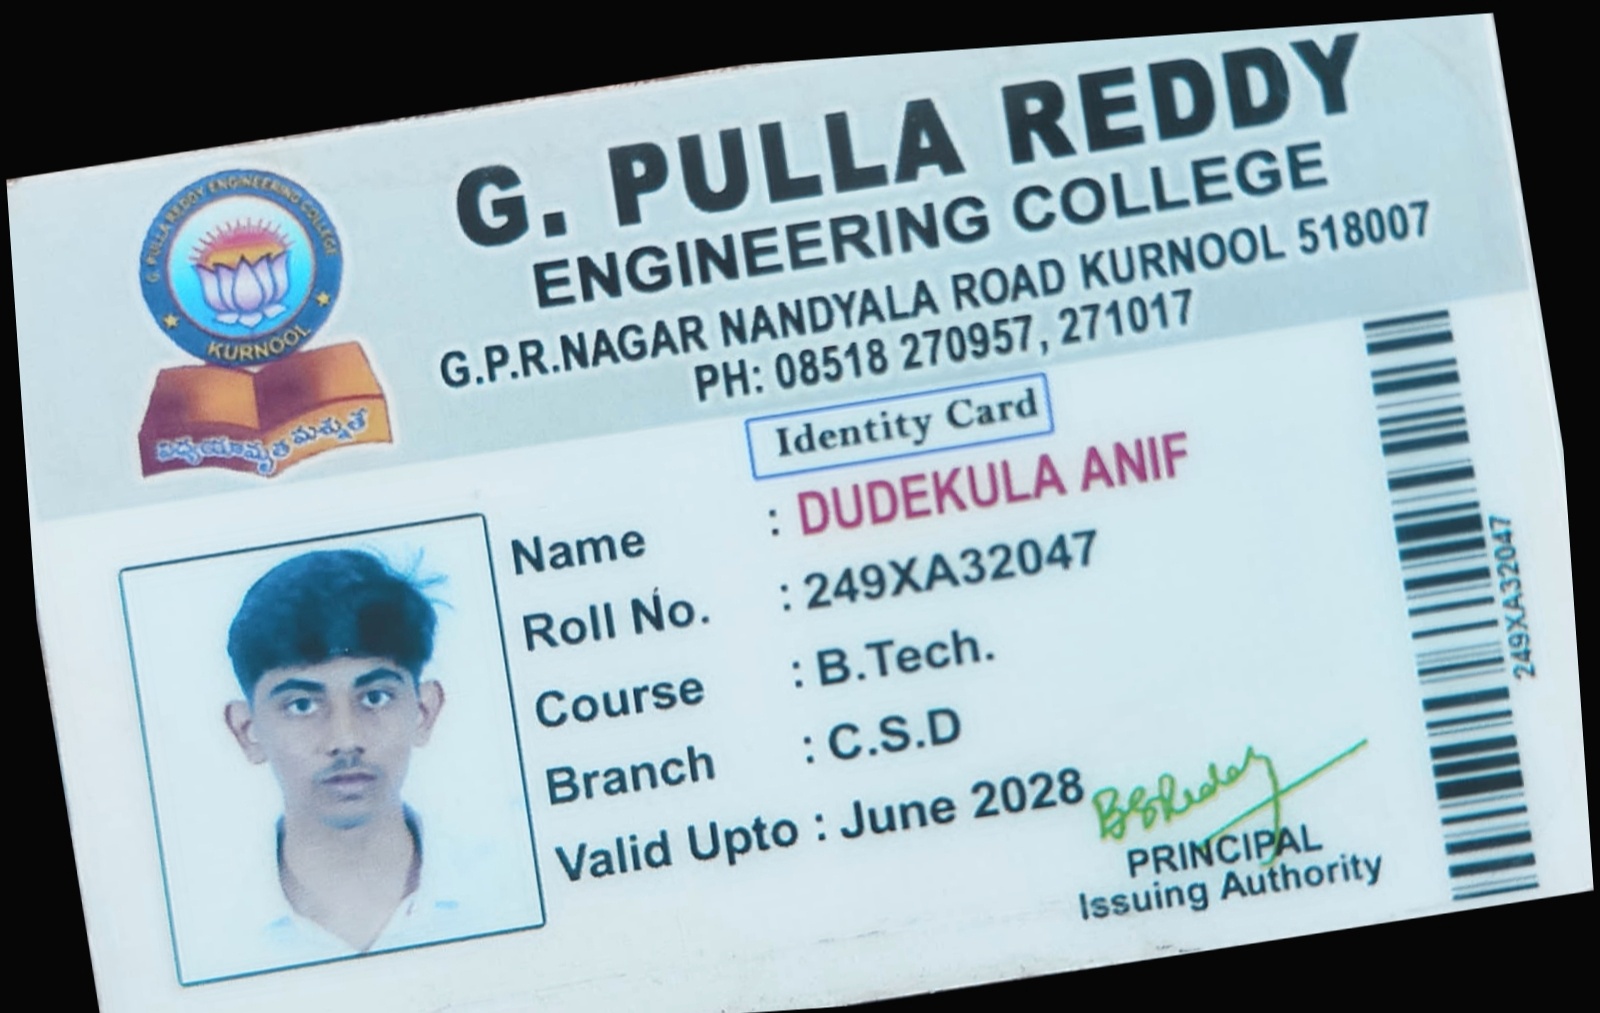 G. PULLA REDDY
ENGINEERING COLLEGE
G.P.R.NAGAR NANDYALA ROAD KURNOOL 518007
PH: 08518 270957, 271017
G. PULLA REDDY ENGINEERING COLLEGE
KURNOOL
విద్యయామృత మశ్నుతే
Identity Card
Name : DUDEKULA ANIF
Roll No. : 249XA32047
Course : B.Tech.
Branch : C.S.D
Valid Upto : June 2028
PRINCIPAL
Issuing Authority
249XA32047